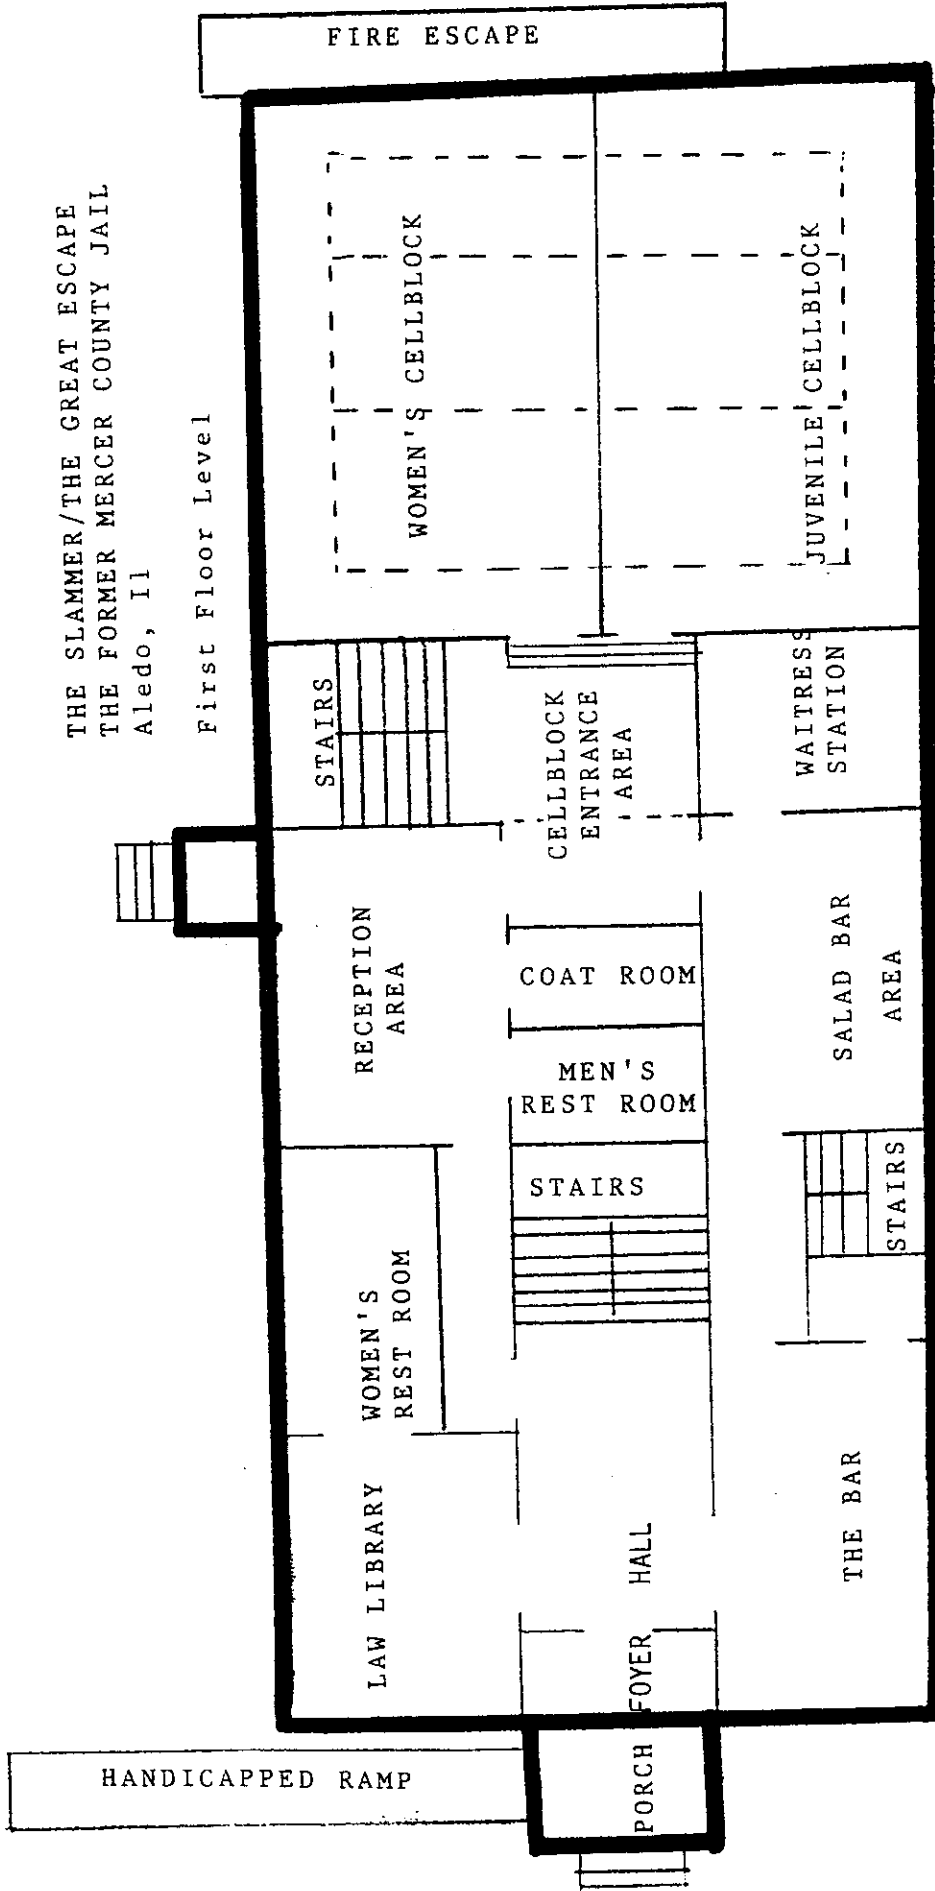 FIRE ESCAPE
THE SLAMMER/THE GREAT ESCAPE
THE FORMER MERCER COUNTY JAIL
Aledo, Il
First Floor Level
WOMEN'S CELLBLOCK
JUVENILE CELLBLOCK
STAIRS
CELLBLOCK
ENTRANCE
AREA
WAITRESS
STATION
RECEPTION
AREA
COAT ROOM
MEN'S
REST ROOM
SALAD BAR
AREA
STAIRS
STAIRS
WOMEN'S
REST ROOM
LAW LIBRARY
HALL
FOYER
PORCH
THE BAR
HANDICAPPED RAMP